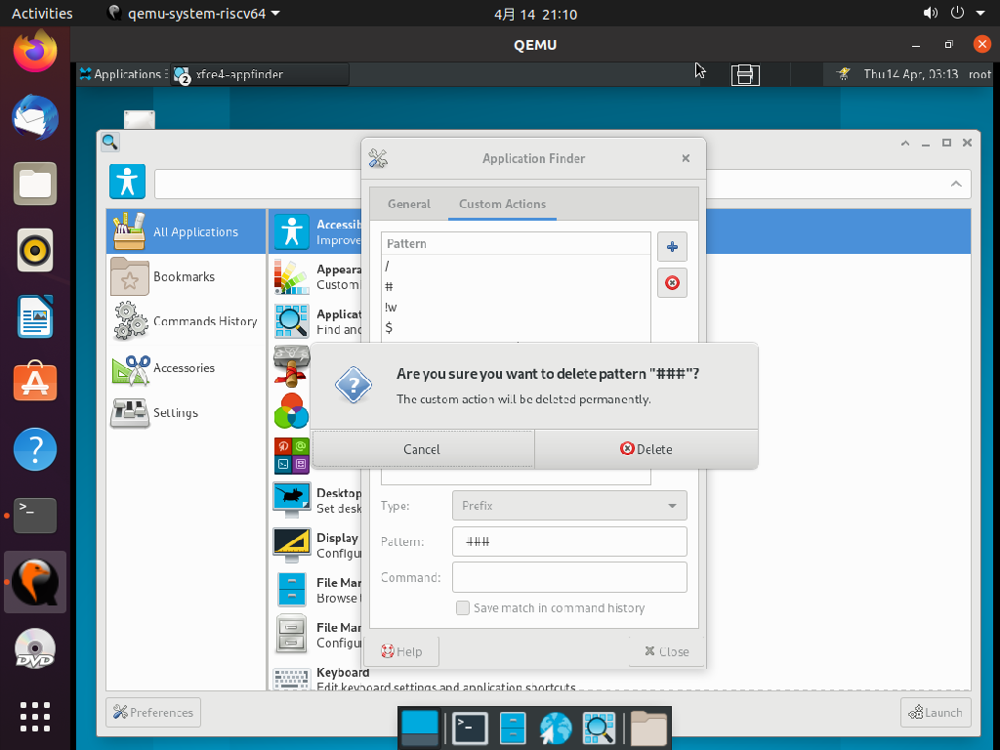 Activities
qemu-system-riscv64
4月 14 21:10
QEMU
Applications
2
xfce4-appfinder
Thu 14 Apr, 03:13
root
Application Finder
General
Custom Actions
All Applications
Bookmarks
Commands History
Accessories
Settings
Accessib
Improve
Appeara
Custom
Applicat
Find and
Pattern
/
#
!w
$
Are you sure you want to delete pattern "###"?
The custom action will be deleted permanently.
Cancel
Delete
Desktop
Set desk
Display
Configu
File Man
Browse t
File Man
Configu
Keyboard
Edit keyboard settings and application shortcuts
Type:
Prefix
Pattern:
###
Command:
Save match in command history
Help
Close
Preferences
Launch
DVD